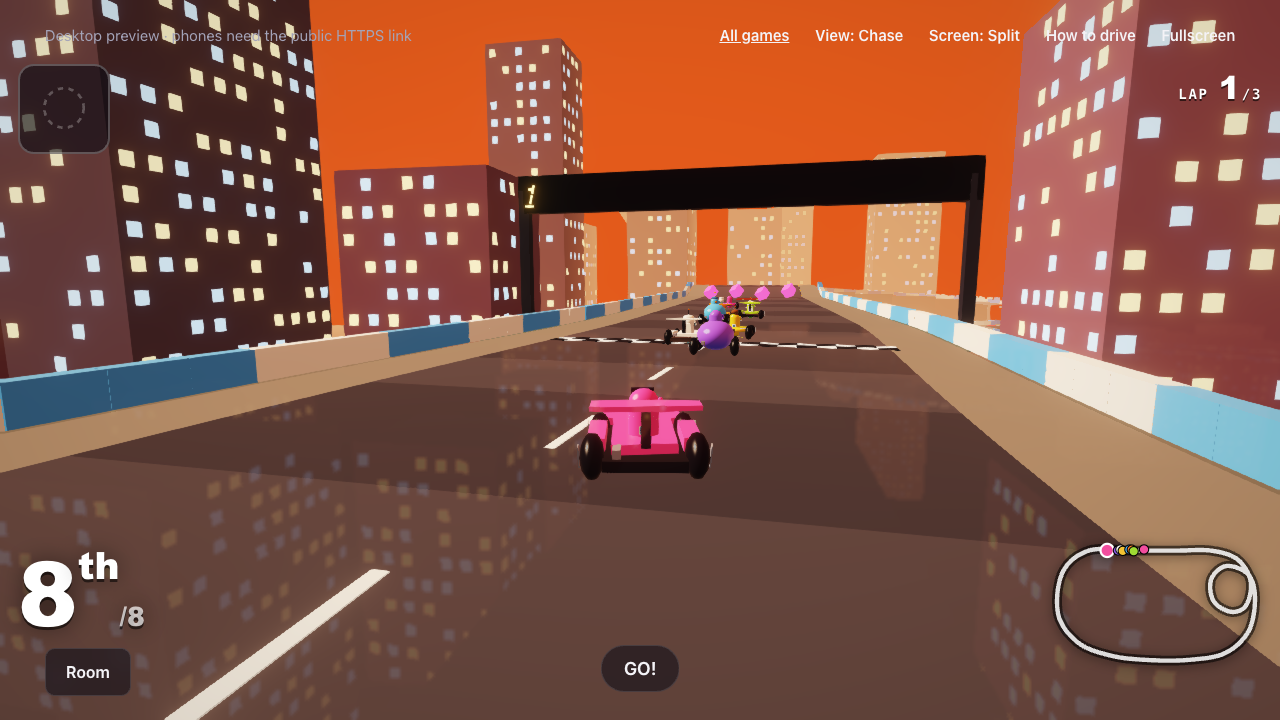 Desktop preview · phones need the public HTTPS link
All games
View: Chase
Screen: Split
How to drive
Fullscreen
LAP 1/3
1
8th
/8
Room
GO!